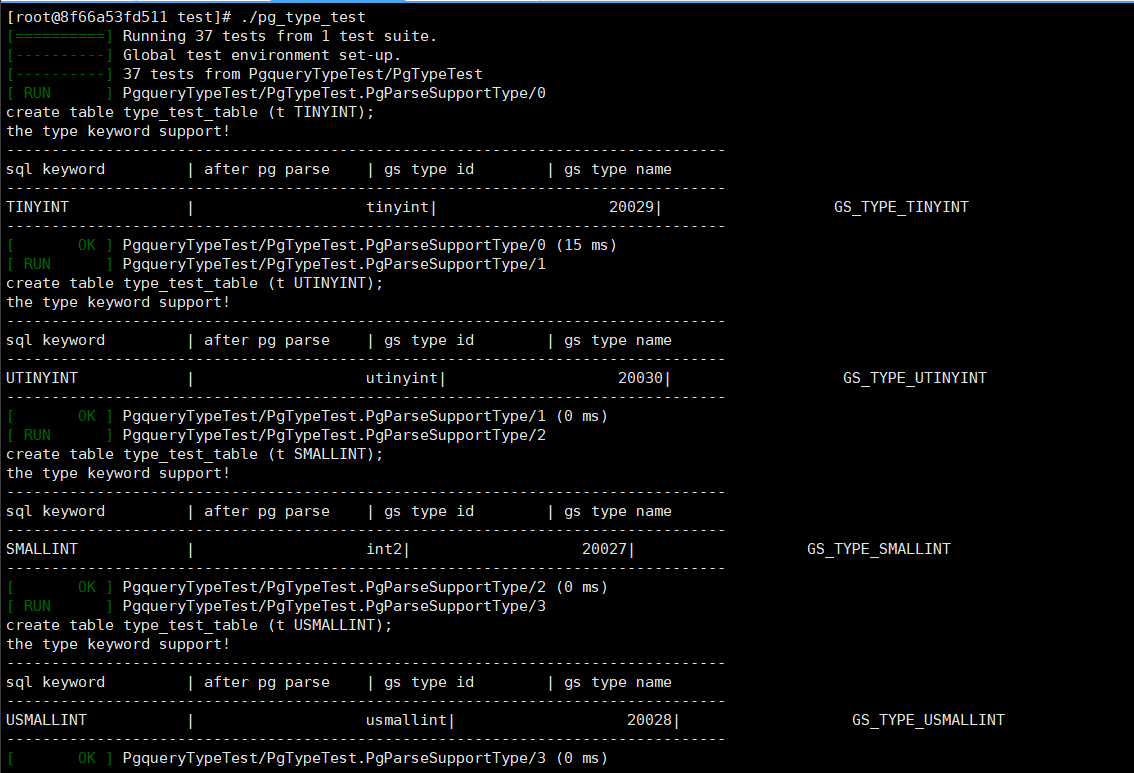 [root@8f66a53fd511 test]# ./pg_type_test
[==========] Running 37 tests from 1 test suite.
[----------] Global test environment set-up.
[----------] 37 tests from PgqueryTypeTest/PgTypeTest
[ RUN      ] PgqueryTypeTest/PgTypeTest.PgParseSupportType/0
create table type_test_table (t TINYINT);
the type keyword support!
--------------------------------------------------------------------------------
sql keyword         | after pg parse    | gs type id        | gs type name
--------------------------------------------------------------------------------
TINYINT             |                   tinyint|                   20029|                   GS_TYPE_TINYINT
--------------------------------------------------------------------------------
[       OK ] PgqueryTypeTest/PgTypeTest.PgParseSupportType/0 (15 ms)
[ RUN      ] PgqueryTypeTest/PgTypeTest.PgParseSupportType/1
create table type_test_table (t UTINYINT);
the type keyword support!
--------------------------------------------------------------------------------
sql keyword         | after pg parse    | gs type id        | gs type name
--------------------------------------------------------------------------------
UTINYINT            |                   utinyint|                   20030|                   GS_TYPE_UTINYINT
--------------------------------------------------------------------------------
[       OK ] PgqueryTypeTest/PgTypeTest.PgParseSupportType/1 (0 ms)
[ RUN      ] PgqueryTypeTest/PgTypeTest.PgParseSupportType/2
create table type_test_table (t SMALLINT);
the type keyword support!
--------------------------------------------------------------------------------
sql keyword         | after pg parse    | gs type id        | gs type name
--------------------------------------------------------------------------------
SMALLINT            |                   int2|                   20027|                   GS_TYPE_SMALLINT
--------------------------------------------------------------------------------
[       OK ] PgqueryTypeTest/PgTypeTest.PgParseSupportType/2 (0 ms)
[ RUN      ] PgqueryTypeTest/PgTypeTest.PgParseSupportType/3
create table type_test_table (t USMALLINT);
the type keyword support!
--------------------------------------------------------------------------------
sql keyword         | after pg parse    | gs type id        | gs type name
--------------------------------------------------------------------------------
USMALLINT           |                   usmallint|                   20028|                   GS_TYPE_USMALLINT
--------------------------------------------------------------------------------
[       OK ] PgqueryTypeTest/PgTypeTest.PgParseSupportType/3 (0 ms)